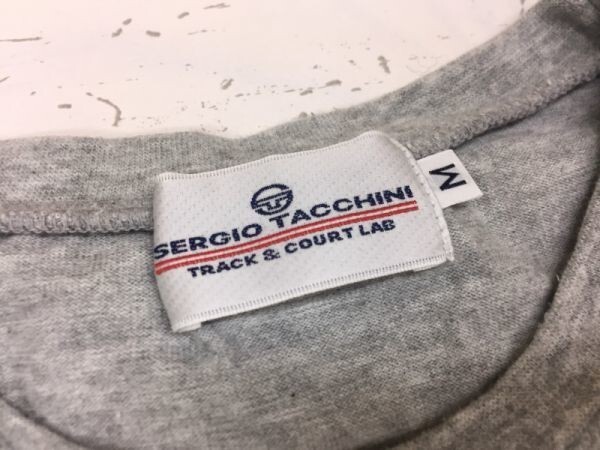 SERGIO TACCHINI
TRACK & COURT LAB
M